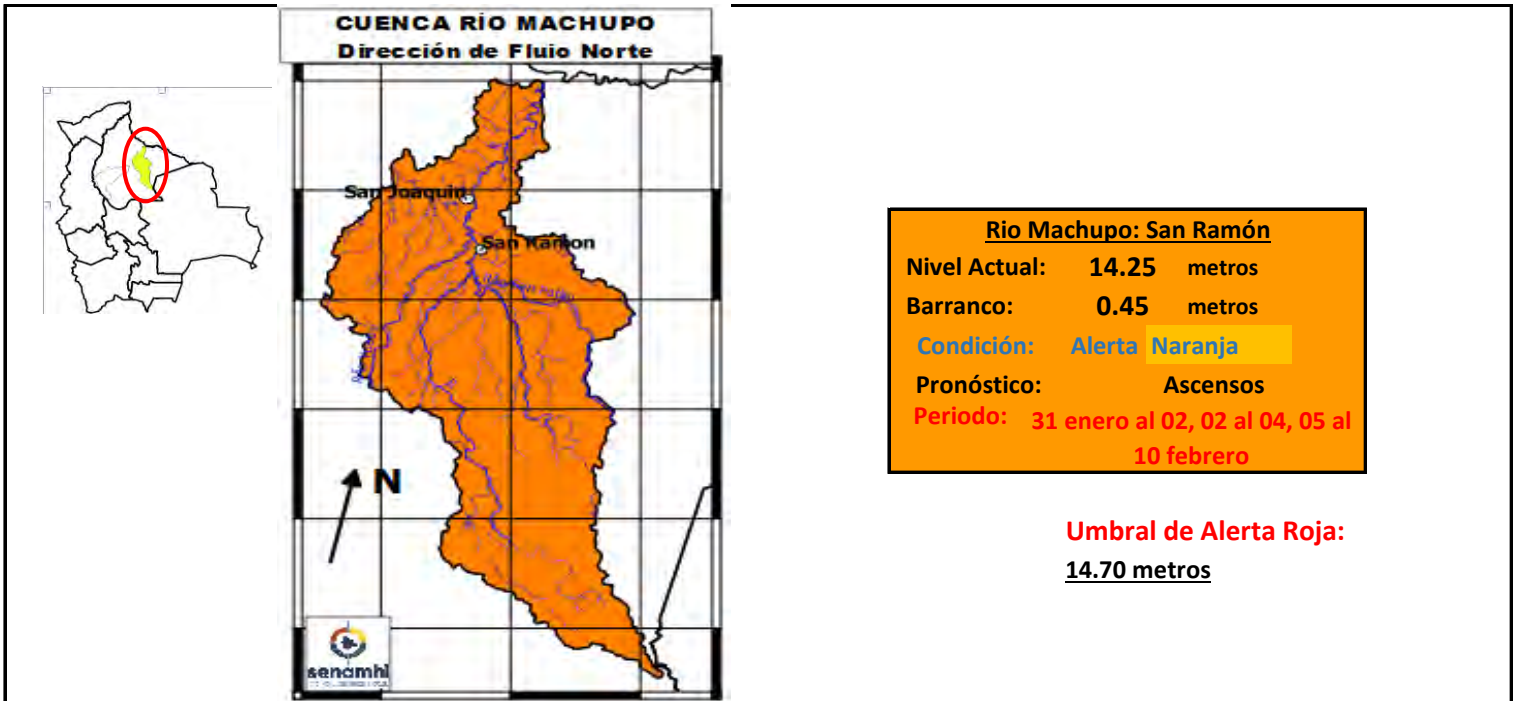 CUENCA RÍO MACHUPO
Dirección de Flujo Norte
San Joaquin
San Ramon
N
senamhi
Rio Machupo: San Ramón
Nivel Actual: 14.25 metros
Barranco: 0.45 metros
Condición: Alerta Naranja
Pronóstico: Ascensos
Periodo: 31 enero al 02, 02 al 04, 05 al
10 febrero
Umbral de Alerta Roja:
14.70 metros